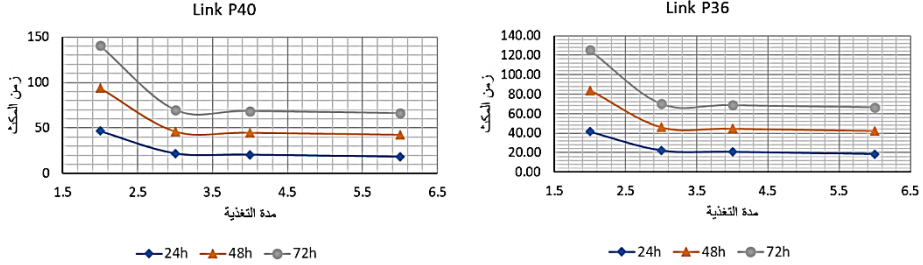 Link P40
زمن المكث
150
100
50
0
1.5 2.5 3.5 4.5 5.5 6.5
مدة التغذية
24h 48h 72h
Link P36
زمن المكث
140.00
120.00
100.00
80.00
60.00
40.00
20.00
0.00
1.5 2.5 3.5 4.5 5.5 6.5
مدة التغذية
24h 48h 72h